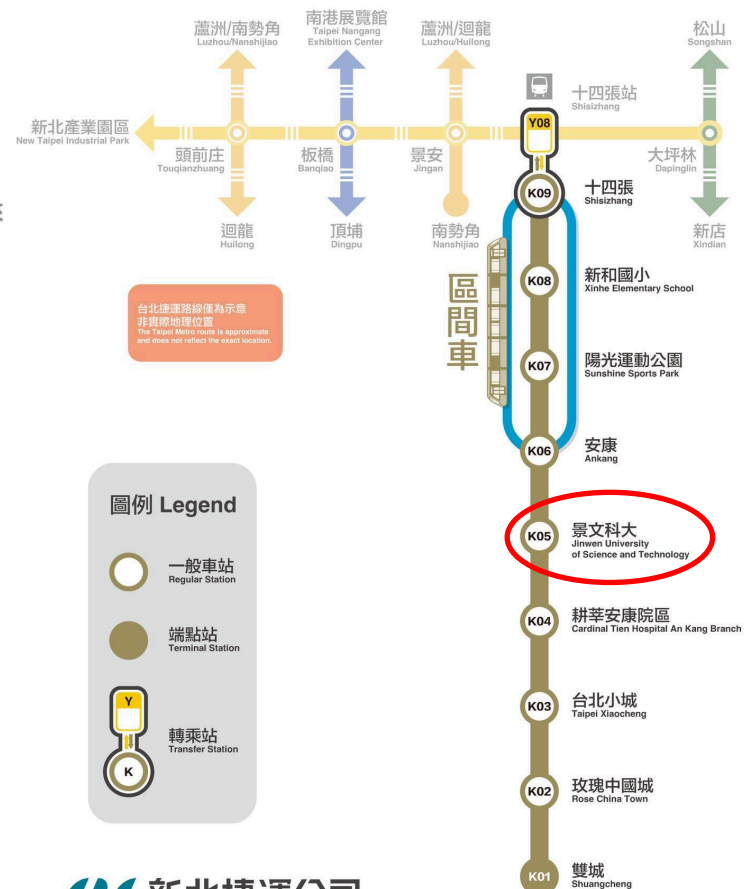 蘆洲/南勢角
Luzhou/Nanshijiao
南港展覽館
Taipei Nangang
Exhibition Center
蘆洲/迴龍
Luzhou/Huilong
松山
Songshan
十四張站
Shisizhang
Y08
新北產業園區
New Taipei Industrial Park
頭前庄
Touqianzhuang
板橋
Banqiao
景安
Jingan
大坪林
Dapinglin
迴龍
Huilong
頂埔
Dingpu
南勢角
Nanshijiao
新店
Xindian
K09
十四張
Shisizhang
台北捷運路線僅為示意
非實際地理位置
The Taipei Metro route is approximate
and does not reflect the exact location.
區間車
K08
新和國小
Xinhe Elementary School
K07
陽光運動公園
Sunshine Sports Park
K06
安康
Ankang
K05
景文科大
Jinwen University
of Science and Technology
K04
耕莘安康院區
Cardinal Tien Hospital An Kang Branch
K03
台北小城
Taipei Xiaocheng
K02
玫瑰中國城
Rose China Town
K01
雙城
Shuangcheng
圖例 Legend
一般車站
Regular Station
端點站
Terminal Station
Y
K
轉乘站
Transfer Station
新北捷運公司